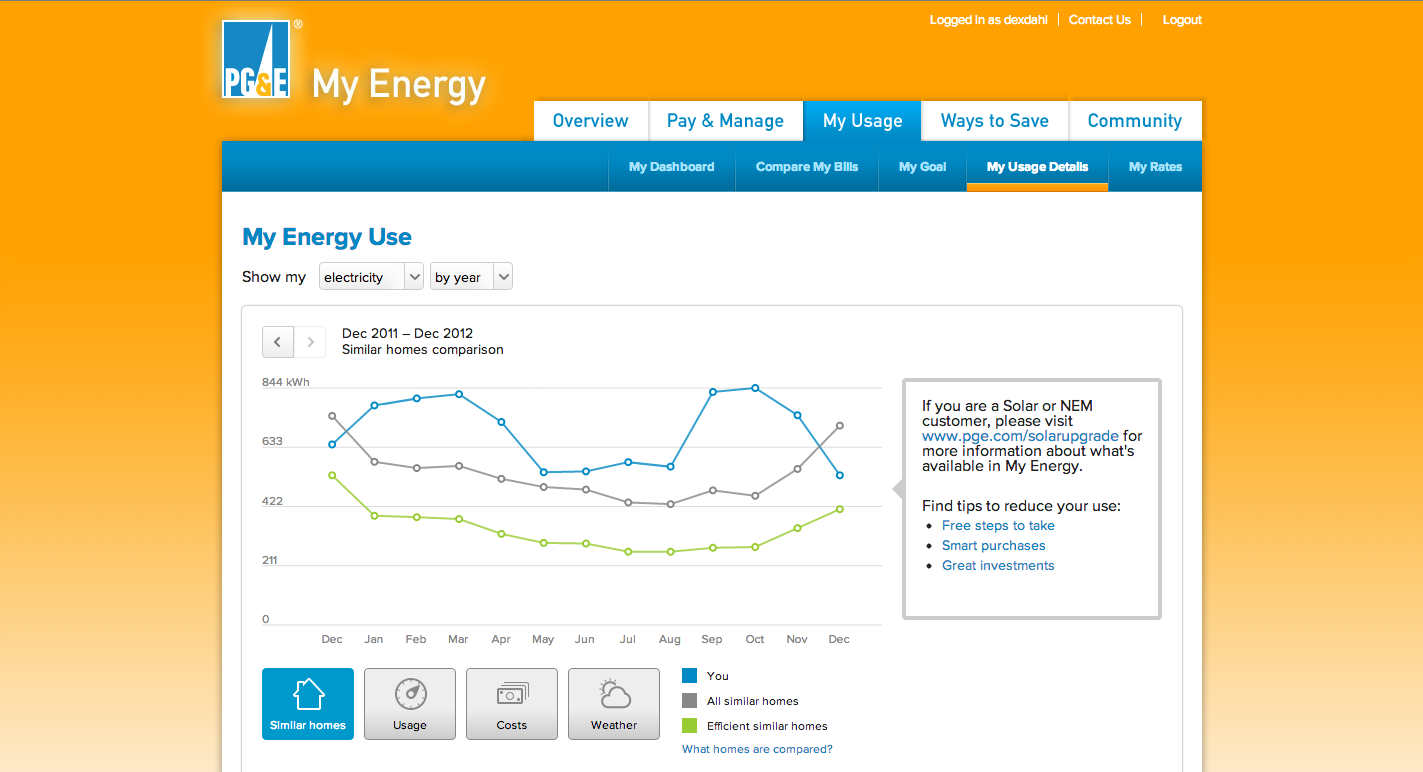 Logged In as dexdahl
Contact Us
Logout
PG&E ®
My Energy
Overview
Pay & Manage
My Usage
Ways to Save
Community
My Dashboard
Compare My Bills
My Goal
My Usage Details
My Rates
My Energy Use
Show my electricity by year
Dec 2011 – Dec 2012
Similar homes comparison
844 kWh
633
422
211
0
Dec Jan Feb Mar Apr May Jun Jul Aug Sep Oct Nov Dec
If you are a Solar or NEM
customer, please visit
www.pge.com/solarupgrade for
more information about what's
available in My Energy.
Find tips to reduce your use:
Free steps to take
Smart purchases
Great investments
Similar homes
Usage
Costs
Weather
You
All similar homes
Efficient similar homes
What homes are compared?